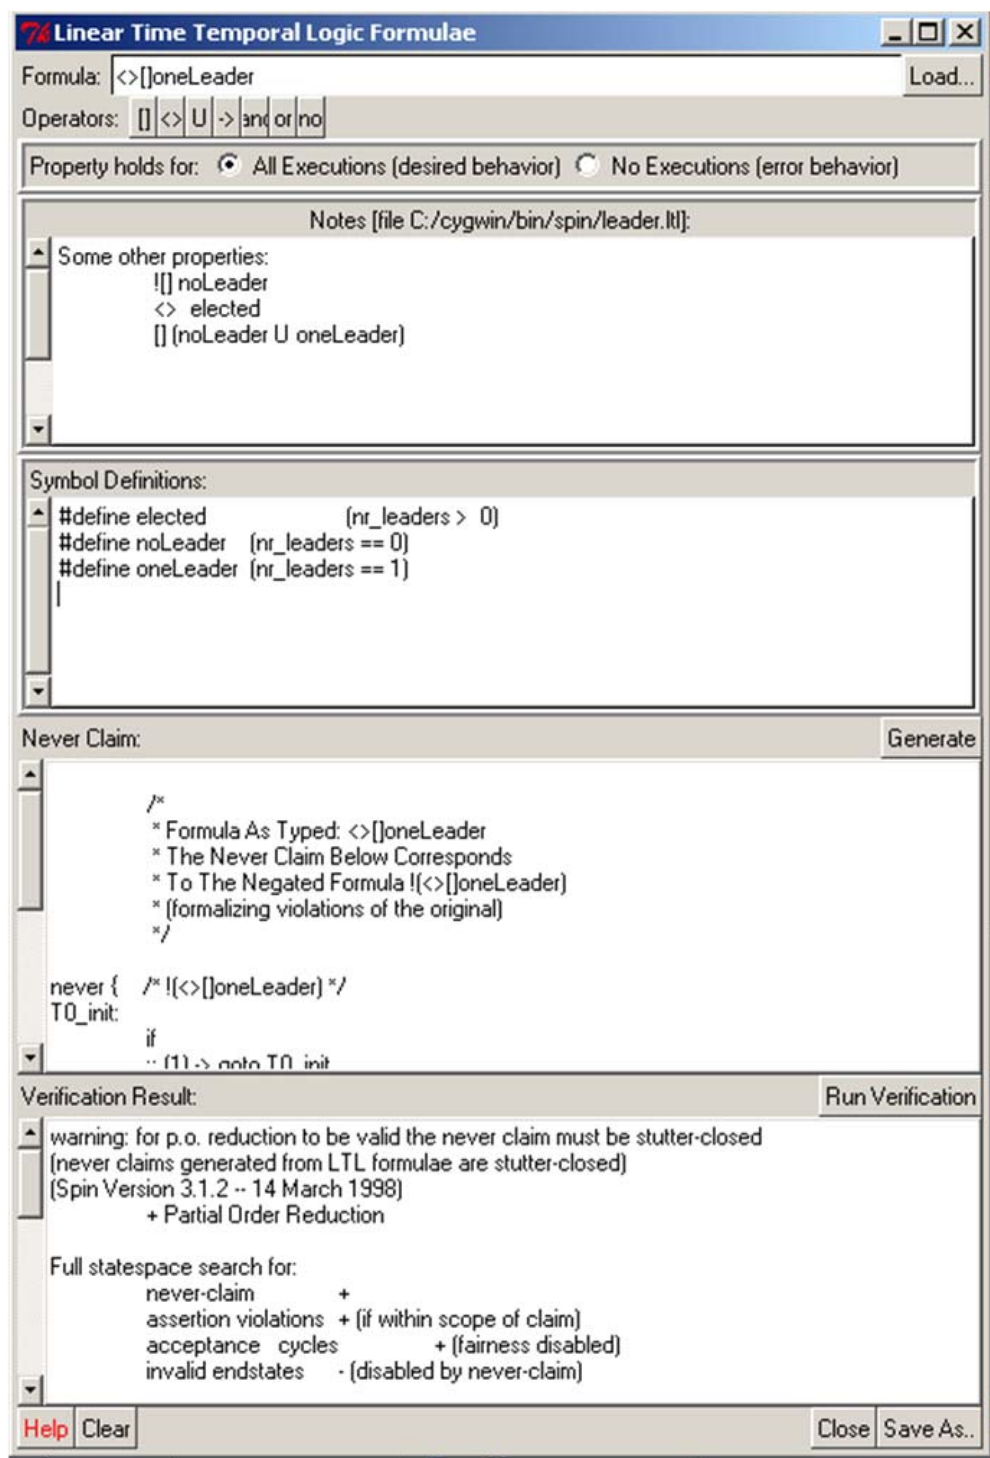 Linear Time Temporal Logic Formulae
Formula: <>[]oneLeader Load...
Operators: [] <> U -> and or no
Property holds for: All Executions (desired behavior) No Executions (error behavior)
Notes [file C:/cygwin/bin/spin/leader.ltl]:
Some other properties:
![] noLeader
<> elected
[] (noLeader U oneLeader)
Symbol Definitions:
#define elected (nr_leaders > 0)
#define noLeader (nr_leaders == 0)
#define oneLeader (nr_leaders == 1)
Never Claim: Generate
/*
* Formula As Typed: <>[]oneLeader
* The Never Claim Below Corresponds
* To The Negated Formula !(<>[]oneLeader)
* (formalizing violations of the original)
*/
never { /* !(<>[]oneLeader) */
T0_init:
if
:: (1) -> goto T0_init
Verification Result: Run Verification
warning: for p.o. reduction to be valid the never claim must be stutter-closed
(never claims generated from LTL formulae are stutter-closed)
(Spin Version 3.1.2 -- 14 March 1998)
+ Partial Order Reduction
Full statespace search for:
never-claim +
assertion violations + (if within scope of claim)
acceptance cycles + (fairness disabled)
invalid endstates - (disabled by never-claim)
Help Clear Close Save As..